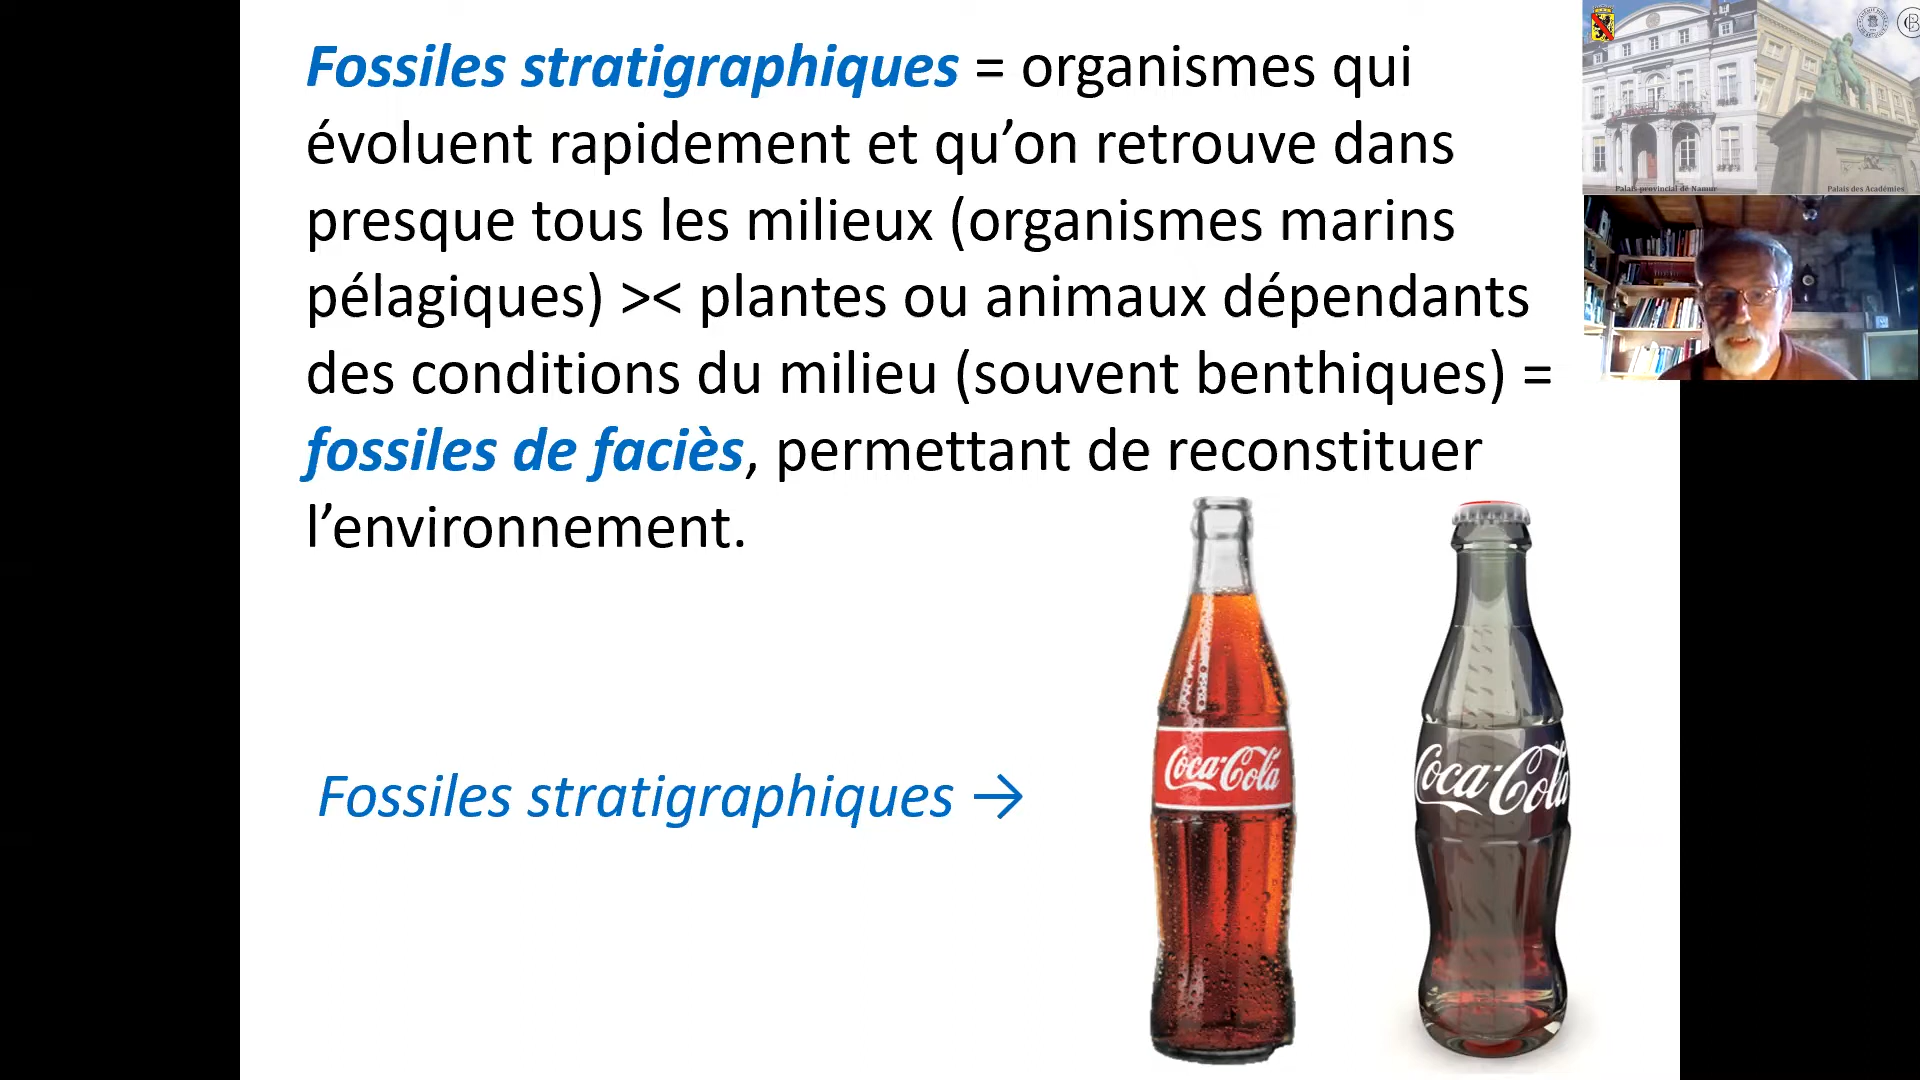 Fossiles stratigraphiques = organismes qui
évoluent rapidement et qu’on retrouve dans
presque tous les milieux (organismes marins
pélagiques) >< plantes ou animaux dépendants
des conditions du milieu (souvent benthiques) =
fossiles de faciès, permettant de reconstituer
l’environnement.
Fossiles stratigraphiques →
Coca-Cola
Coca-Cola
Palais provincial de Namur
Palais des Académies